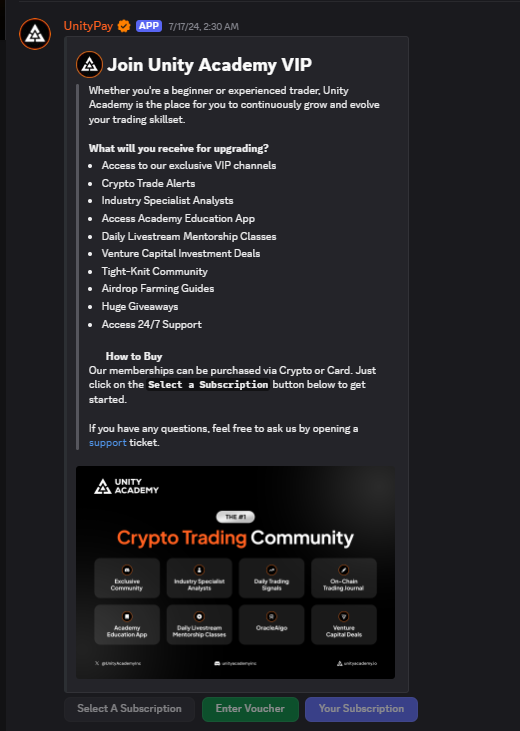 UnityPay APP 7/17/24, 2:30 AM
Join Unity Academy VIP
Whether you're a beginner or experienced trader, Unity
Academy is the place for you to continuously grow and evolve
your trading skillset.
What will you receive for upgrading?
• Access to our exclusive VIP channels
• Crypto Trade Alerts
• Industry Specialist Analysts
• Access Academy Education App
• Daily Livestream Mentorship Classes
• Venture Capital Investment Deals
• Tight-Knit Community
• Airdrop Farming Guides
• Huge Giveaways
• Access 24/7 Support
How to Buy
Our memberships can be purchased via Crypto or Card. Just
click on the Select a Subscription button below to get
started.
If you have any questions, feel free to ask us by opening a
support ticket.
UNITY
ACADEMY
THE #1
Crypto Trading Community
Exclusive
Community
Industry Specialist
Analysts
Daily Trading
Signals
On-Chain
Trading Journal
Academy
Education App
Daily Livestream
Mentorship Classes
OracleAlgo
Venture
Capital Deals
@UnityAcademyInc
unityacademyinc
unityacademy.io
Select A Subscription
Enter Voucher
Your Subscription